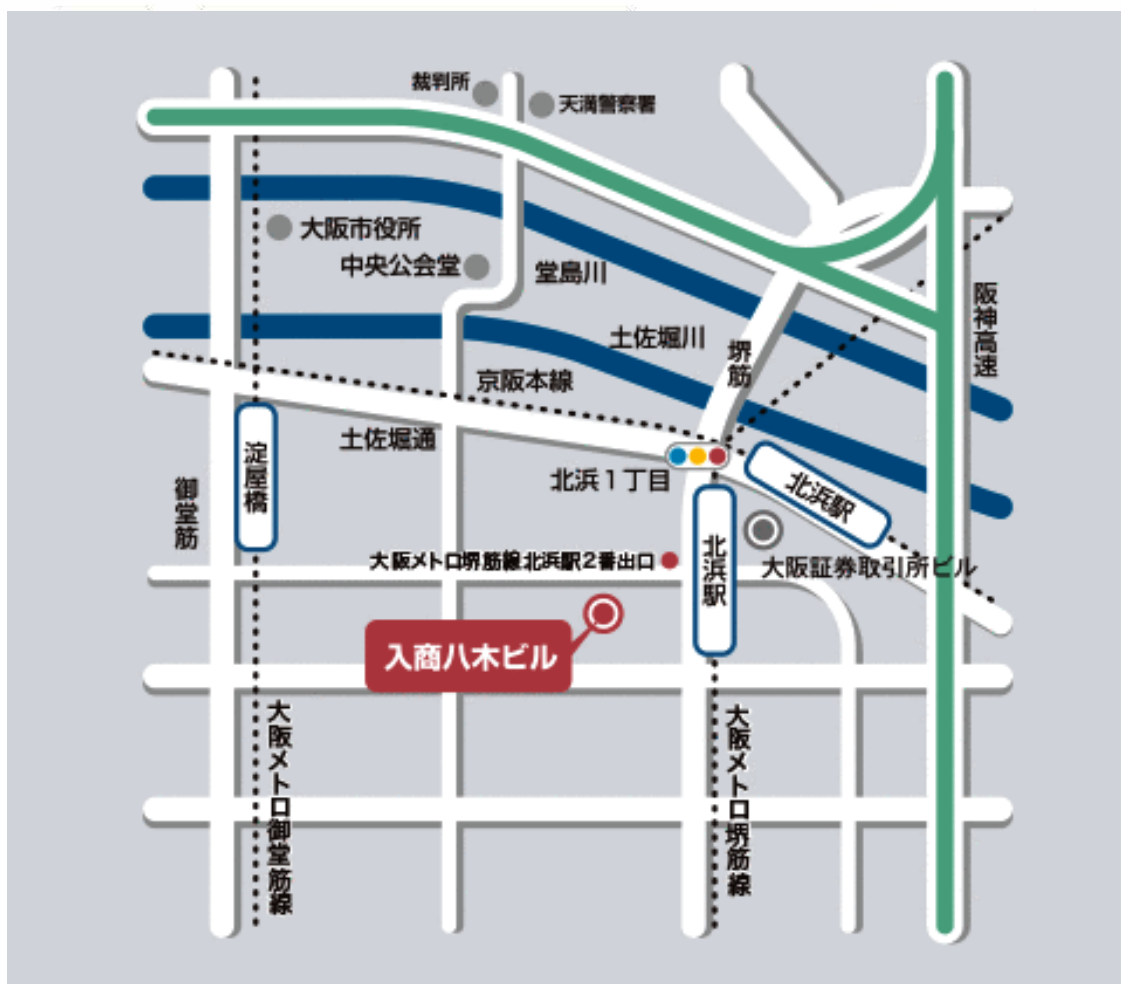 裁判所
天満警察署
大阪市役所
中央公会堂
堂島川
阪神高速
土佐堀川
堺筋
京阪本線
土佐堀通
淀屋橋
北浜1丁目
北浜駅
御堂筋
北浜駅
大阪メトロ堺筋線北浜駅2番出口
大阪証券取引所ビル
入商八木ビル
大阪メトロ御堂筋線
大阪メトロ堺筋線